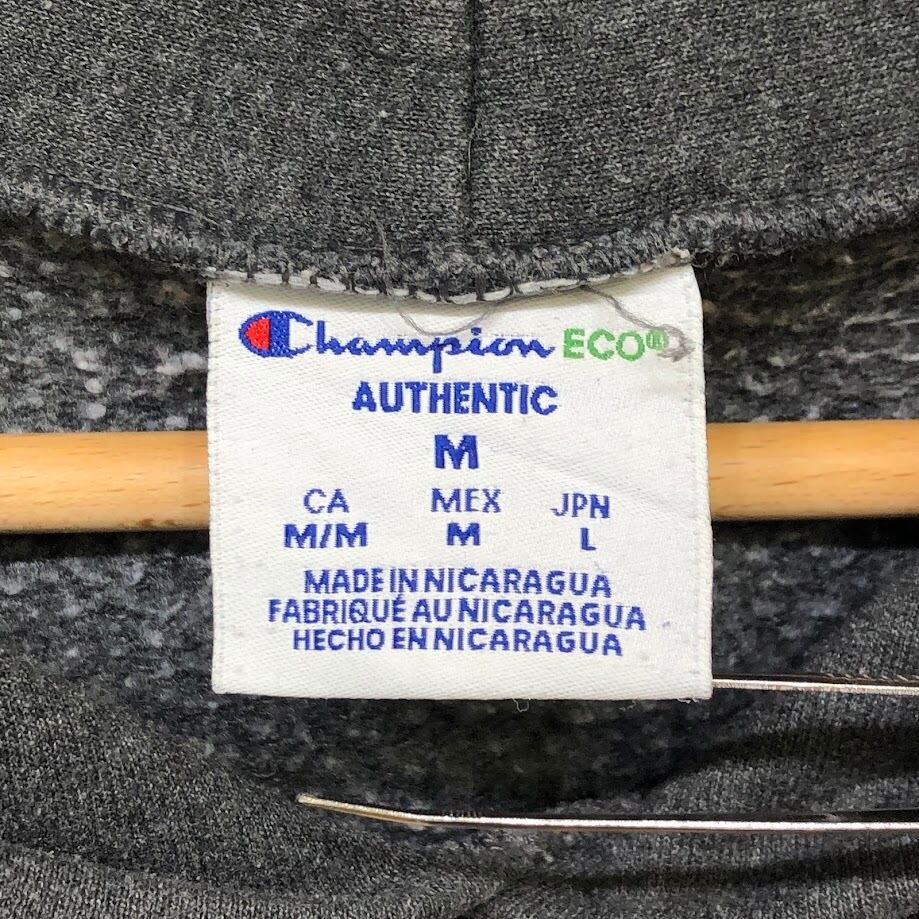 Champion ECO®
AUTHENTIC
M
CA MEX JPN
M/M M L
MADE IN NICARAGUA
FABRIQUÉ AU NICARAGUA
HECHO EN NICARAGUA